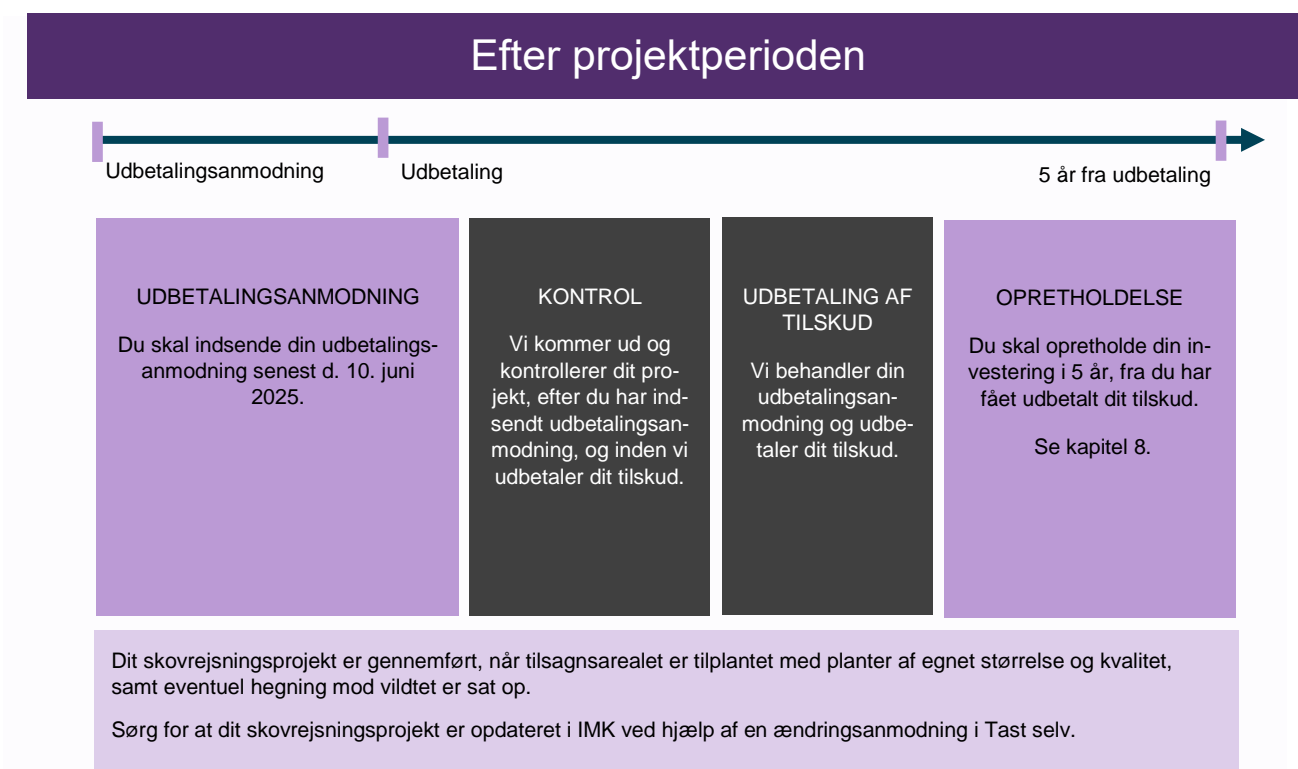 Efter projektperioden
Udbetalingsanmodning
Udbetaling
5 år fra udbetaling
UDBETALINGSANMODNING
Du skal indsende din udbetalings-
anmodning senest d. 10. juni
2025.
KONTROL
Vi kommer ud og
kontrollerer dit pro-
jekt, efter du har ind-
sendt udbetalingsan-
modning, og inden vi
udbetaler dit tilskud.
UDBETALING AF
TILSKUD
Vi behandler din
udbetalingsan-
modning og udbe-
taler dit tilskud.
OPRETHOLDELSE
Du skal opretholde din in-
vestering i 5 år, fra du har
fået udbetalt dit tilskud.
Se kapitel 8.
Dit skovrejsningsprojekt er gennemført, når tilsagnsarealet er tilplantet med planter af egnet størrelse og kvalitet,
samt eventuel hegning mod vildtet er sat op.
Sørg for at dit skovrejsningsprojekt er opdateret i IMK ved hjælp af en ændringsanmodning i Tast selv.